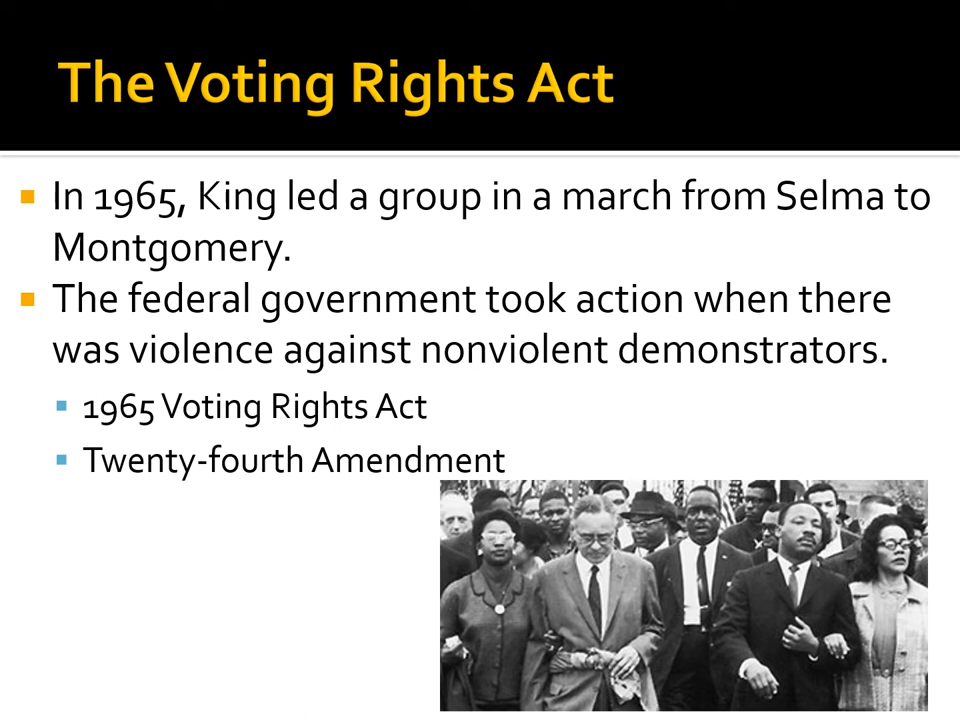 The Voting Rights Act
In 1965, King led a group in a march from Selma to
Montgomery.
The federal government took action when there
was violence against nonviolent demonstrators.
1965 Voting Rights Act
Twenty-fourth Amendment